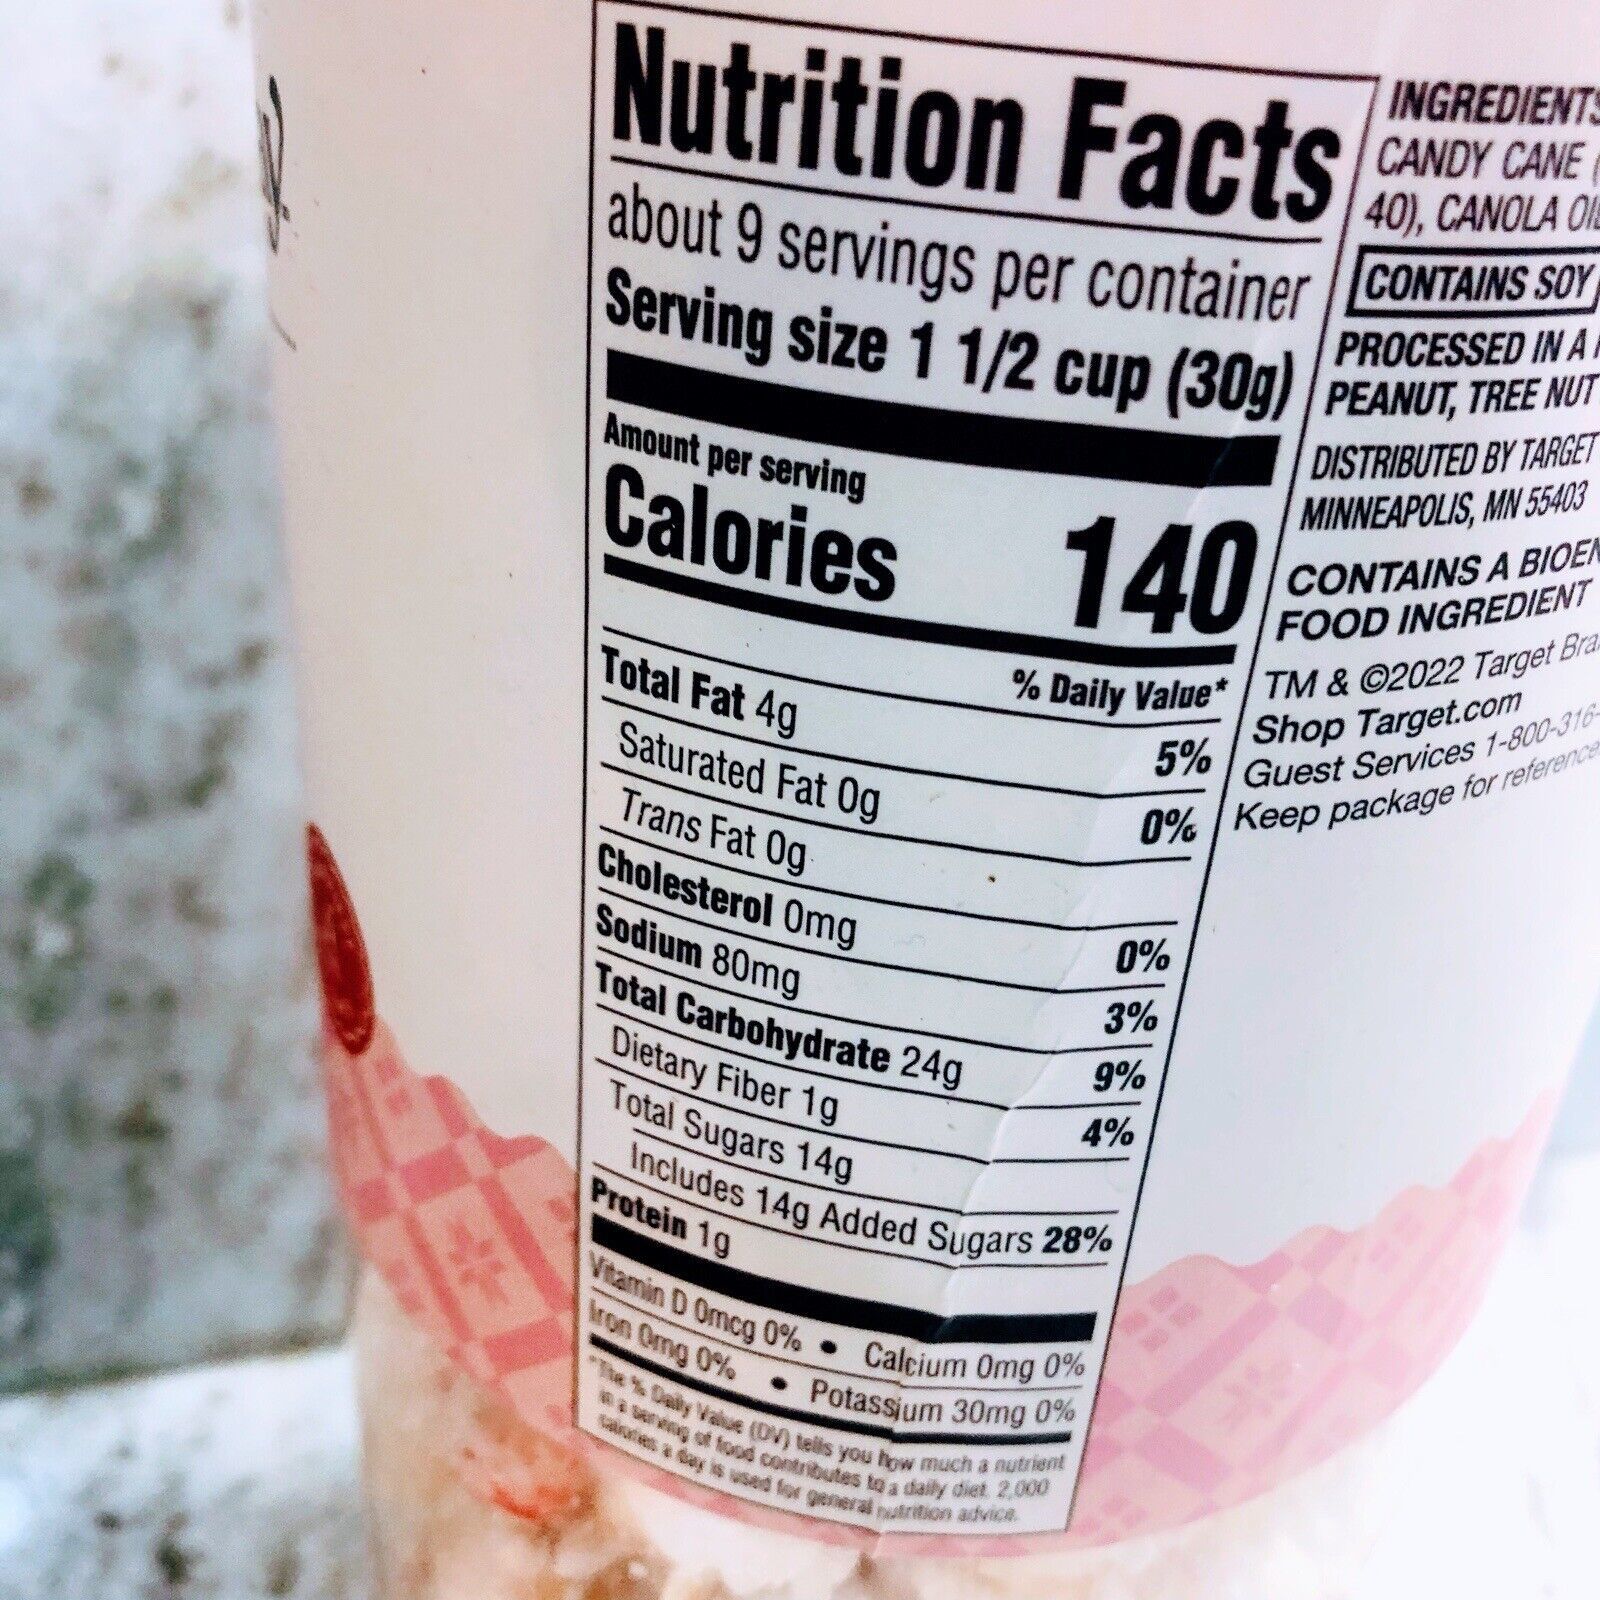 Nutrition Facts
about 9 servings per container
Serving size 1 1/2 cup (30g)
Amount per serving
Calories 140
% Daily Value*
Total Fat 4g 5%
Saturated Fat 0g 0%
Trans Fat 0g
Cholesterol 0mg 0%
Sodium 80mg 3%
Total Carbohydrate 24g 9%
Dietary Fiber 1g 4%
Total Sugars 14g
Includes 14g Added Sugars 28%
Protein 1g
Vitamin D 0mcg 0% • Calcium 0mg 0%
Iron 0mg 0% • Potassium 30mg 0%
*The % Daily Value (DV) tells you how much a nutrient
in a serving of food contributes to a daily diet. 2,000
calories a day is used for general nutrition advice.
INGREDIENTS
CANDY CANE (
40), CANOLA OIL
CONTAINS SOY
PROCESSED IN A
PEANUT, TREE NUT
DISTRIBUTED BY TARGET
MINNEAPOLIS, MN 55403
CONTAINS A BIOEN
FOOD INGREDIENT
TM & ©2022 Target Bra
Shop Target.com
Guest Services 1-800-316-
Keep package for reference